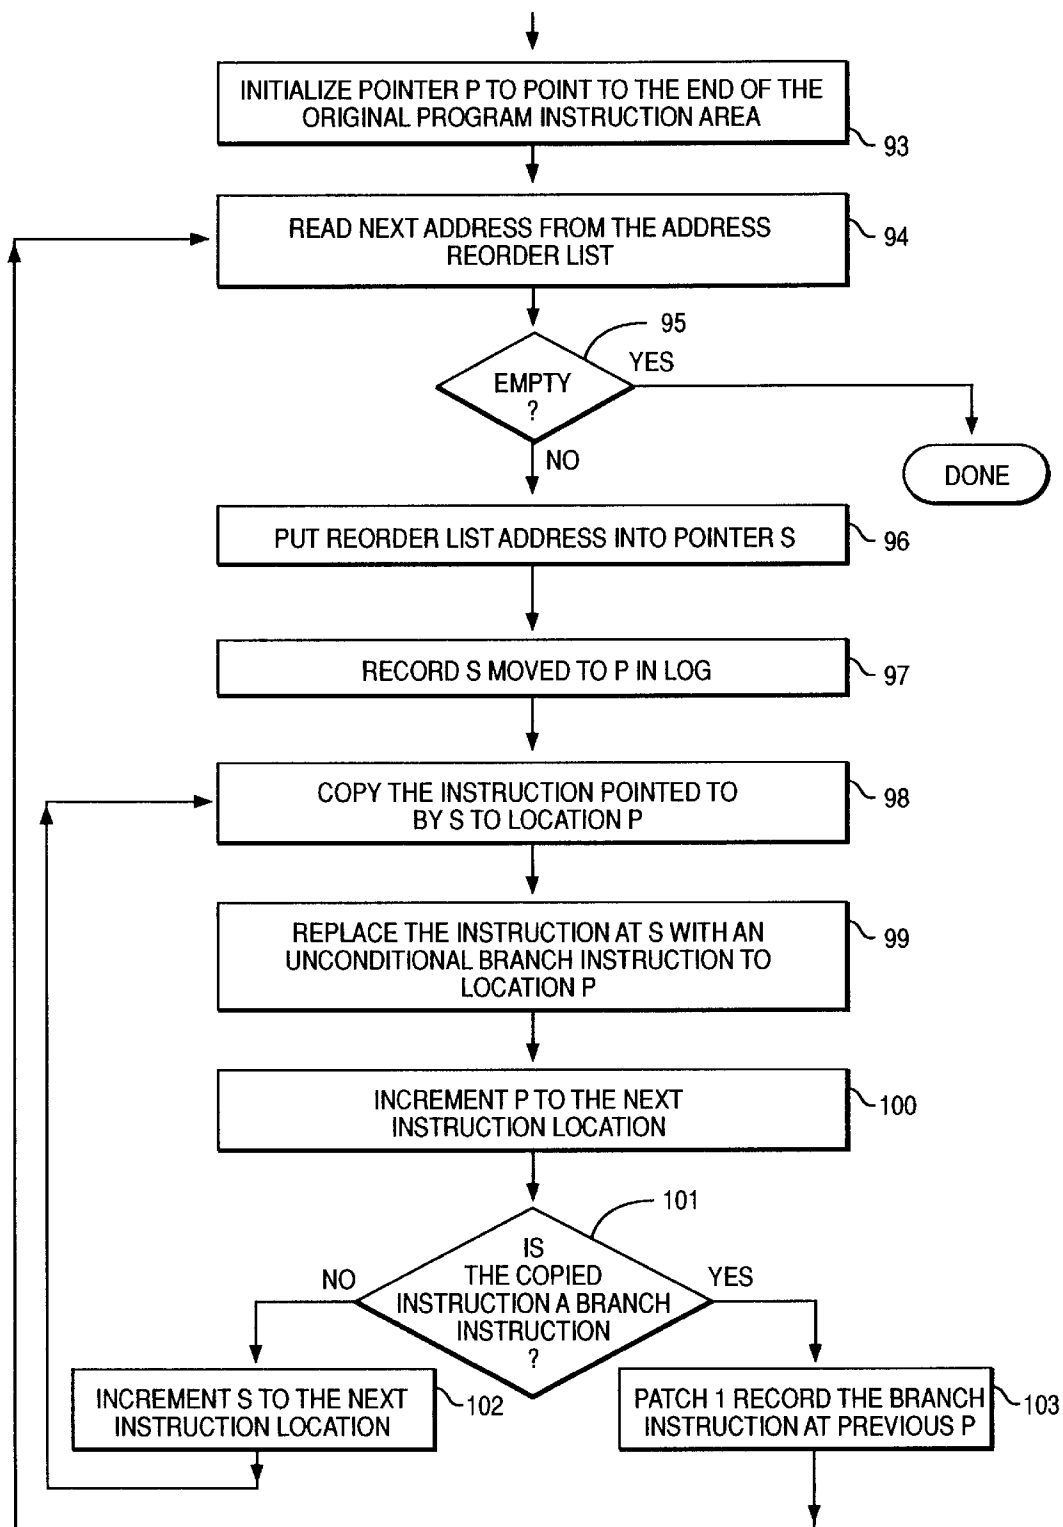 INITIALIZE POINTER P TO POINT TO THE END OF THE
ORIGINAL PROGRAM INSTRUCTION AREA
93
READ NEXT ADDRESS FROM THE ADDRESS
REORDER LIST
94
95
EMPTY
?
YES
NO
DONE
PUT REORDER LIST ADDRESS INTO POINTER S
96
RECORD S MOVED TO P IN LOG
97
COPY THE INSTRUCTION POINTED TO
BY S TO LOCATION P
98
REPLACE THE INSTRUCTION AT S WITH AN
UNCONDITIONAL BRANCH INSTRUCTION TO
LOCATION P
99
INCREMENT P TO THE NEXT
INSTRUCTION LOCATION
100
101
IS
THE COPIED
INSTRUCTION A BRANCH
INSTRUCTION
?
NO
YES
INCREMENT S TO THE NEXT
INSTRUCTION LOCATION
102
PATCH 1 RECORD THE BRANCH
INSTRUCTION AT PREVIOUS P
103